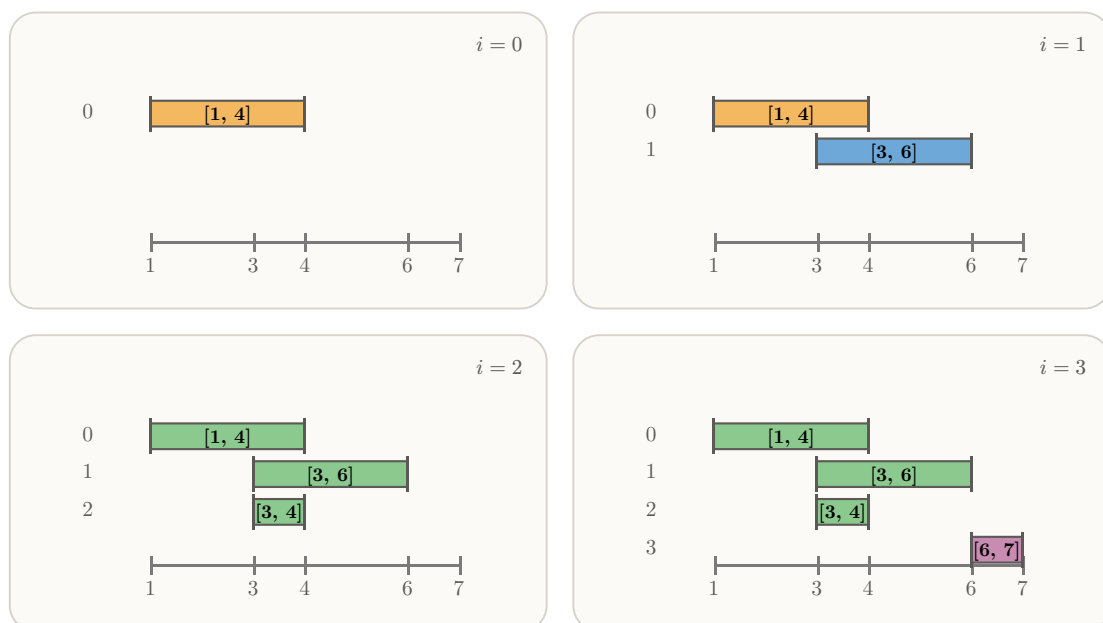 i = 0
0 [1, 4]
1 3 4 6 7
i = 1
0 [1, 4]
1 [3, 6]
1 3 4 6 7
i = 2
0 [1, 4]
1 [3, 6]
2 [3, 4]
1 3 4 6 7
i = 3
0 [1, 4]
1 [3, 6]
2 [3, 4]
3 [6, 7]
1 3 4 6 7